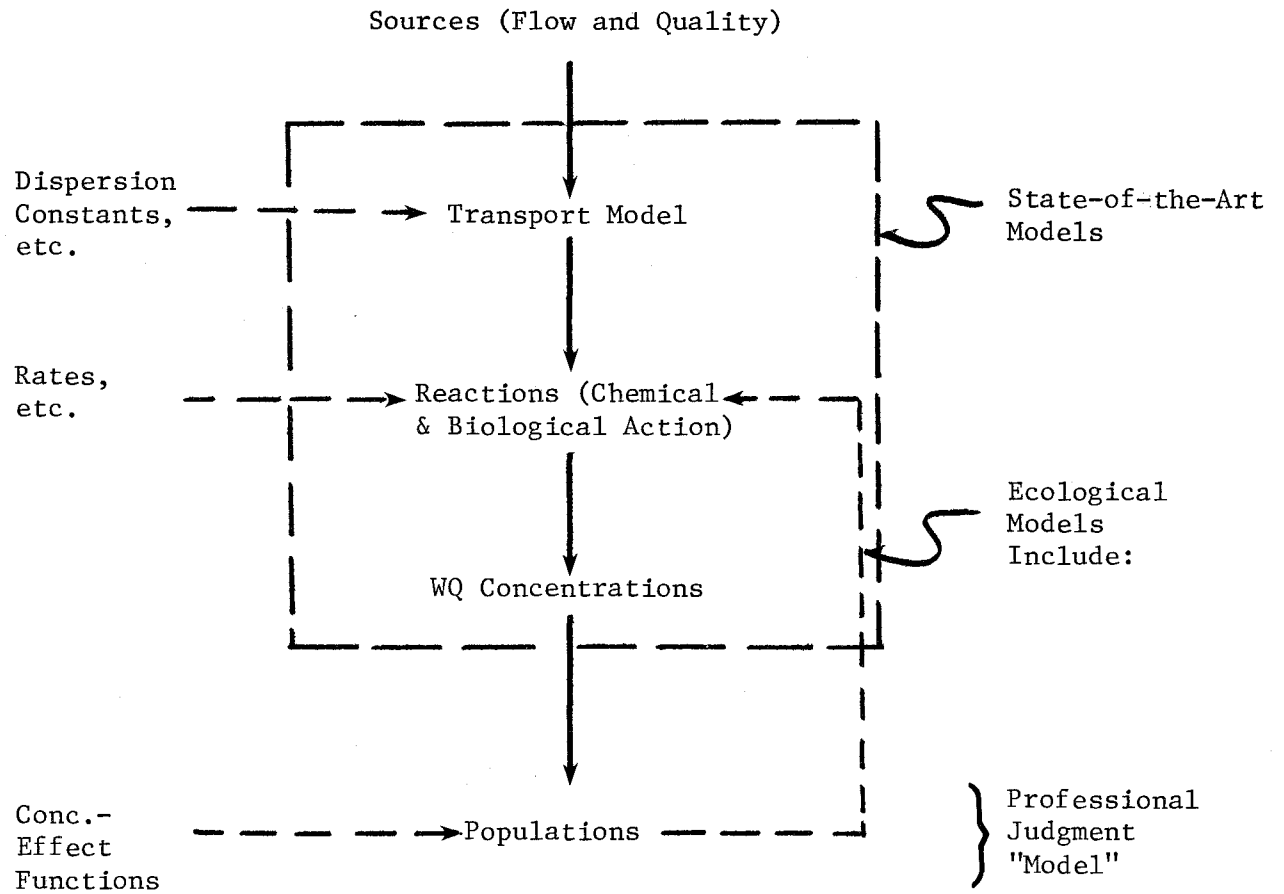 Sources (Flow and Quality)
Dispersion
Constants,
etc.
Transport Model
State-of-the-Art
Models
Rates,
etc.
Reactions (Chemical
& Biological Action)
Ecological
Models
Include:
WQ Concentrations
Conc.-
Effect
Functions
Populations
Professional
Judgment
"Model"